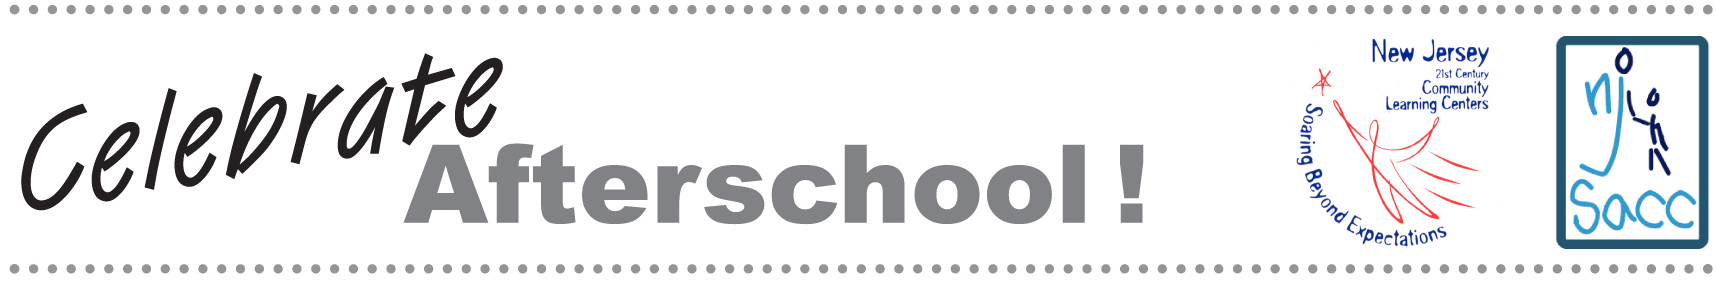 Celebrate
Afterschool!
New Jersey
21st Century
Community
Learning Centers
Soaring Beyond Expectations
nj
sacc